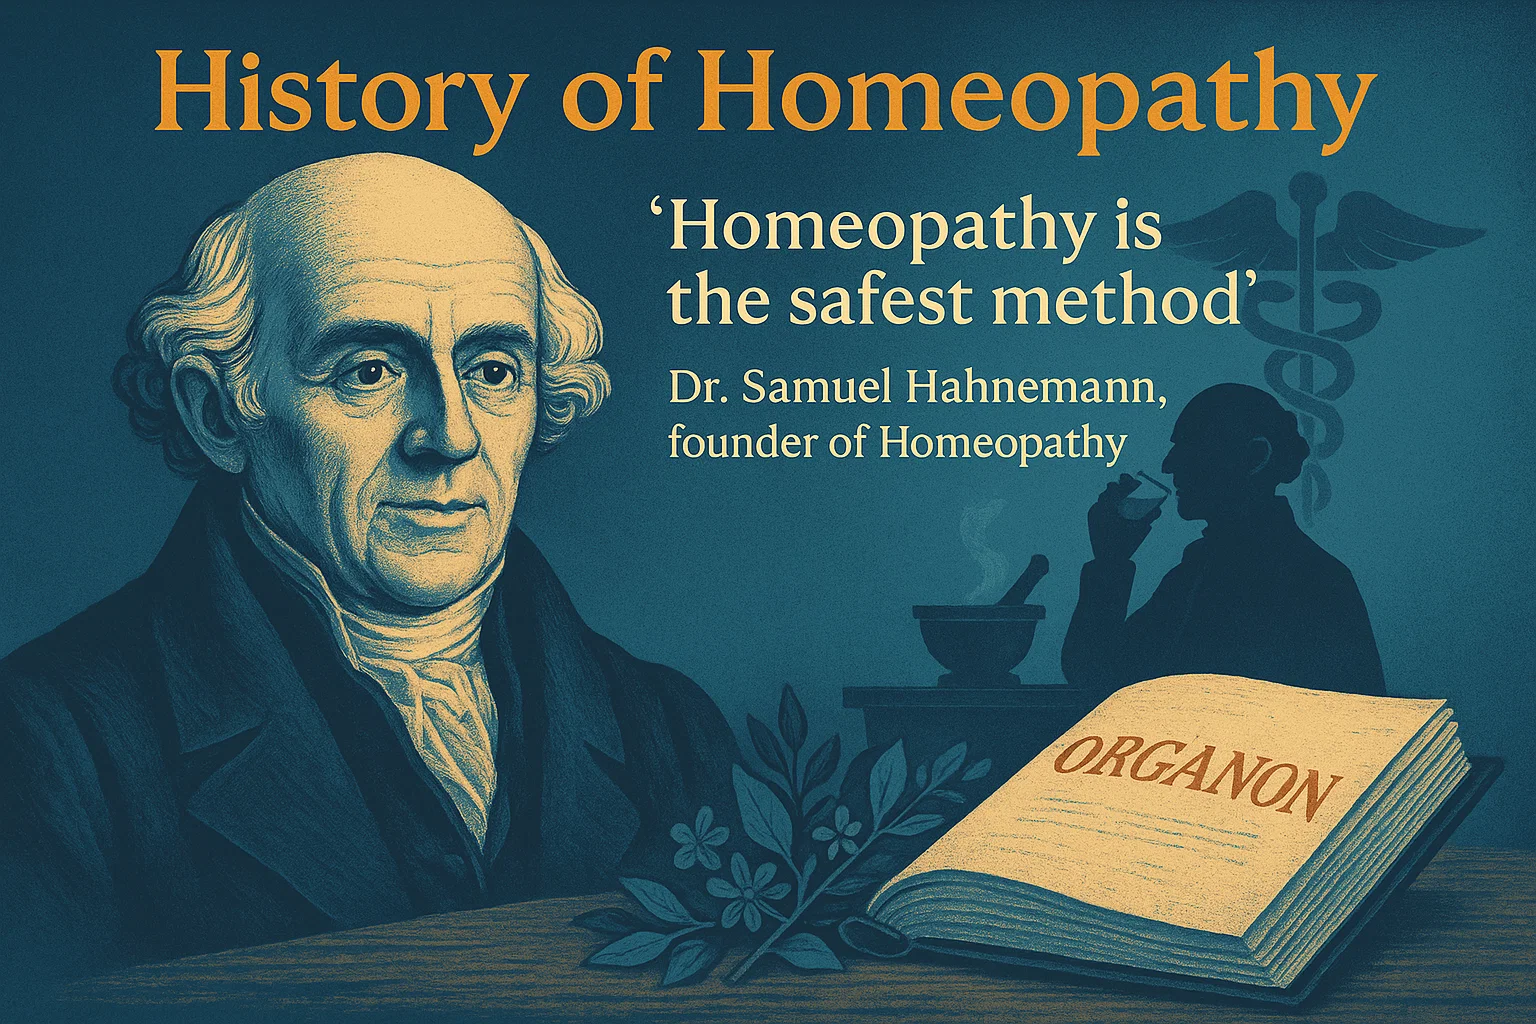 History of Homeopathy
‘Homeopathy is
the safest method’
Dr. Samuel Hahnemann,
founder of Homeopathy
ORGANON